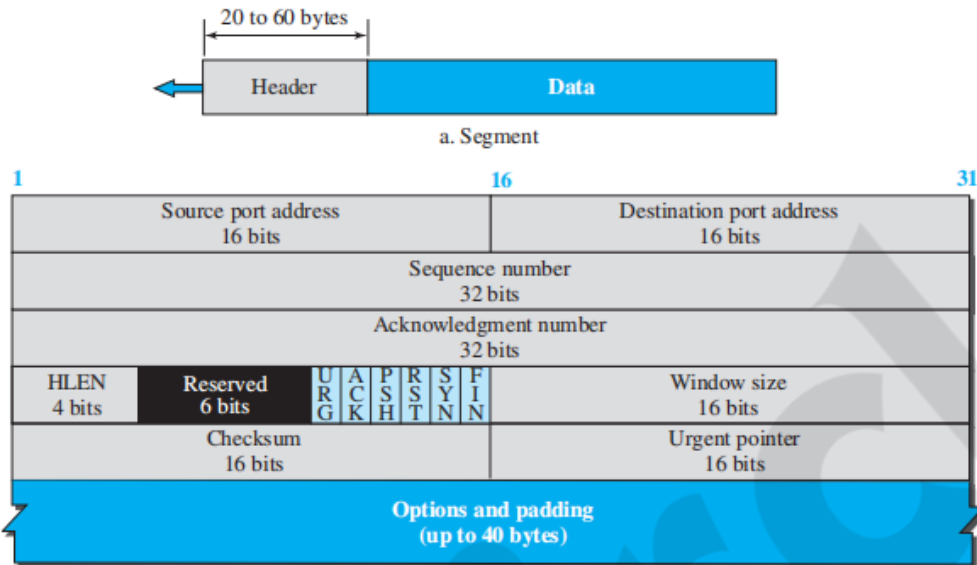 20 to 60 bytes
Header
Data
a. Segment
1 16 31
Source port address
16 bits
Destination port address
16 bits
Sequence number
32 bits
Acknowledgment number
32 bits
HLEN
4 bits
Reserved
6 bits
URG
ACK
PSH
RST
SYN
FIN
Window size
16 bits
Checksum
16 bits
Urgent pointer
16 bits
Options and padding
(up to 40 bytes)